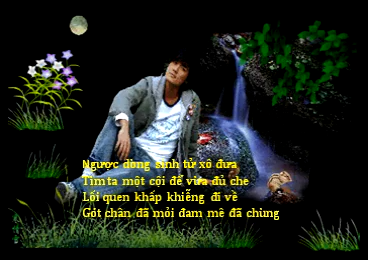 Ngược dòng sinh tử xô đưa
Tìm ta một cội để vừa đủ che
Lối quen khấp khiễng đi về
Gót chân đã mỏi đam mê đã chùng